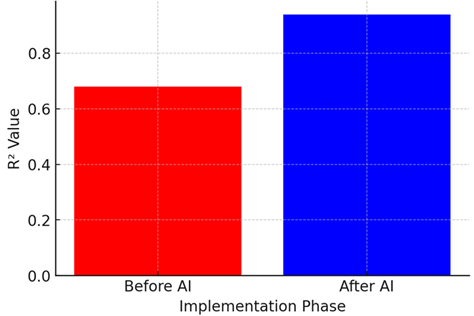 R² Value
0.8
0.6
0.4
0.2
0.0
Before AI After AI
Implementation Phase